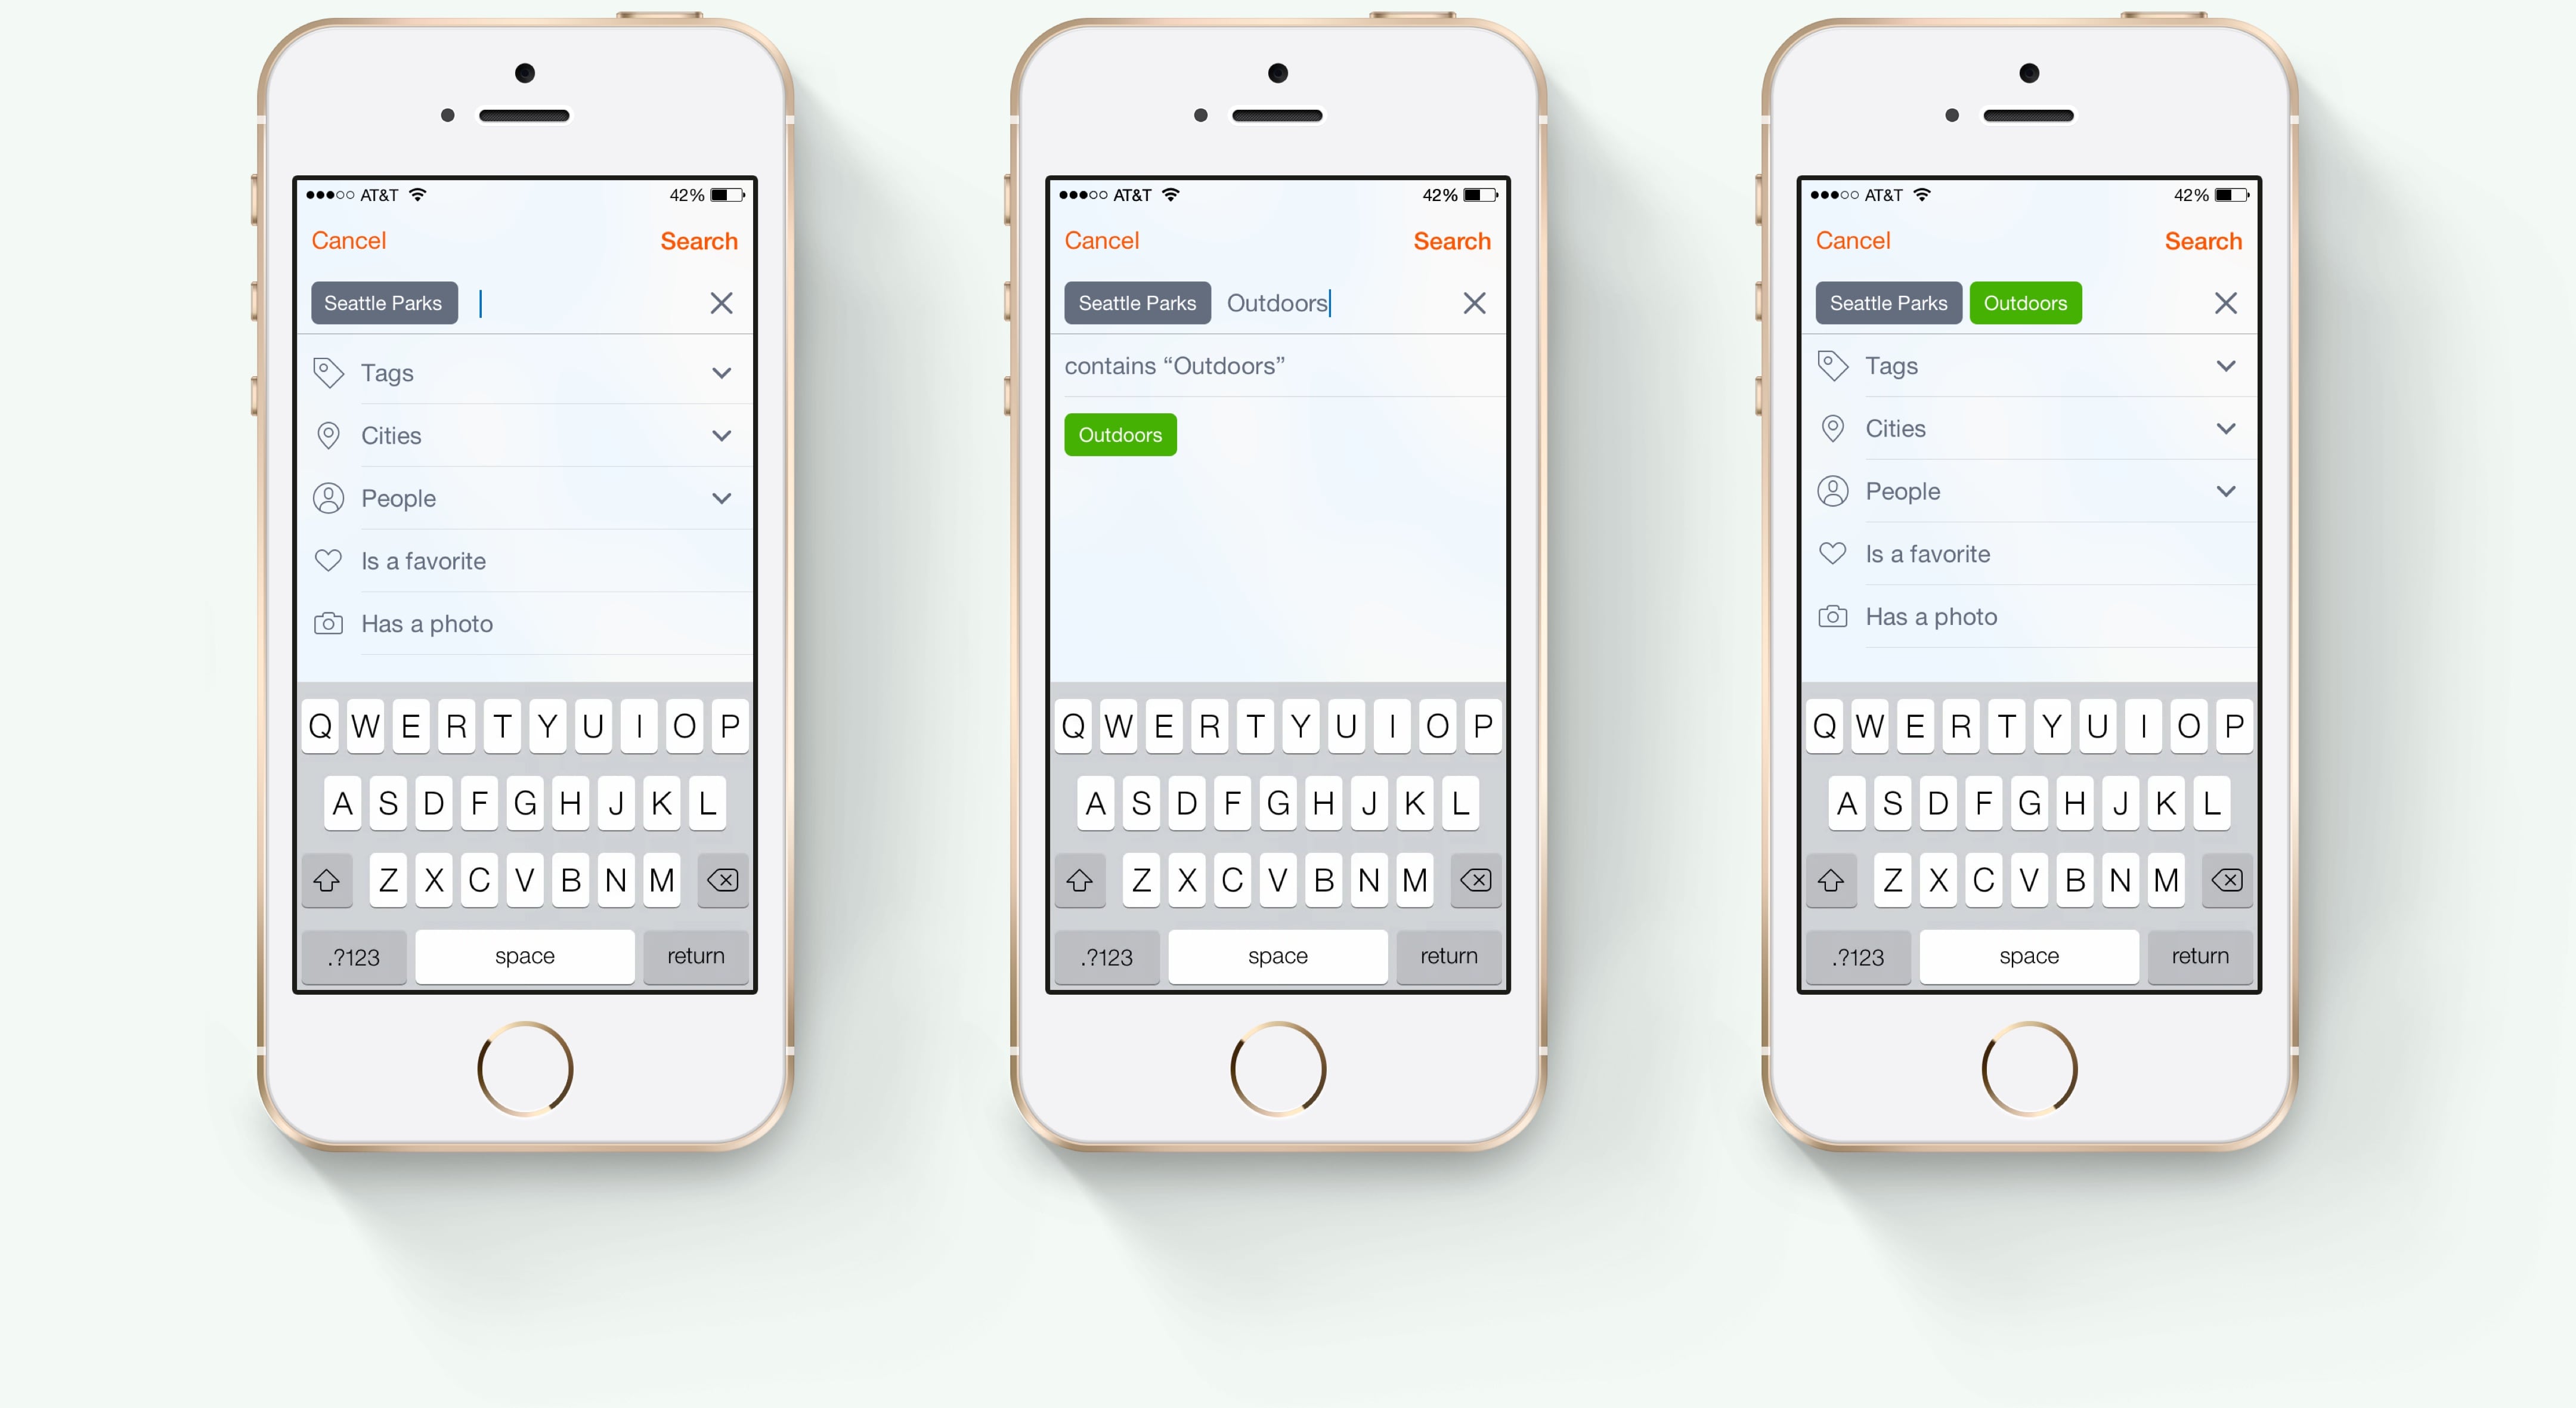 AT&T 42%
Cancel Search
Seattle Parks
Tags
Cities
People
Is a favorite
Has a photo
Q W E R T Y U I O P
A S D F G H J K L
Z X C V B N M
.?123 space return
AT&T 42%
Cancel Search
Seattle Parks Outdoors
contains “Outdoors”
Outdoors
Q W E R T Y U I O P
A S D F G H J K L
Z X C V B N M
.?123 space return
AT&T 42%
Cancel Search
Seattle Parks Outdoors
Tags
Cities
People
Is a favorite
Has a photo
Q W E R T Y U I O P
A S D F G H J K L
Z X C V B N M
.?123 space return